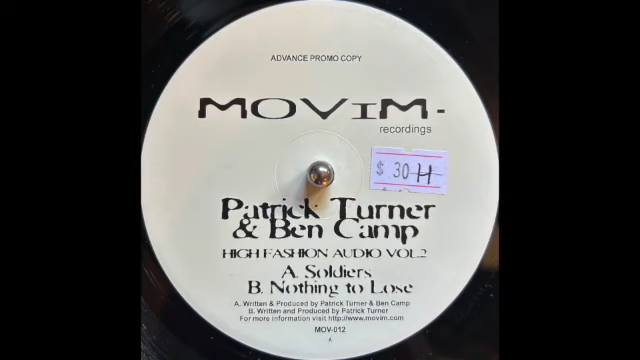 ADVANCE PROMO COPY
MOVIM-
recordings
$ 30 H
Patrick Turner
& Ben Camp
HIGH FASHION AUDIO VOL.2
A. Soldiers
B. Nothing to Lose
A. Written & Produced by Patrick Turner & Ben Camp
B. Written and Produced by Patrick Turner
For more information visit http://www.movim.com
MOV-012
A